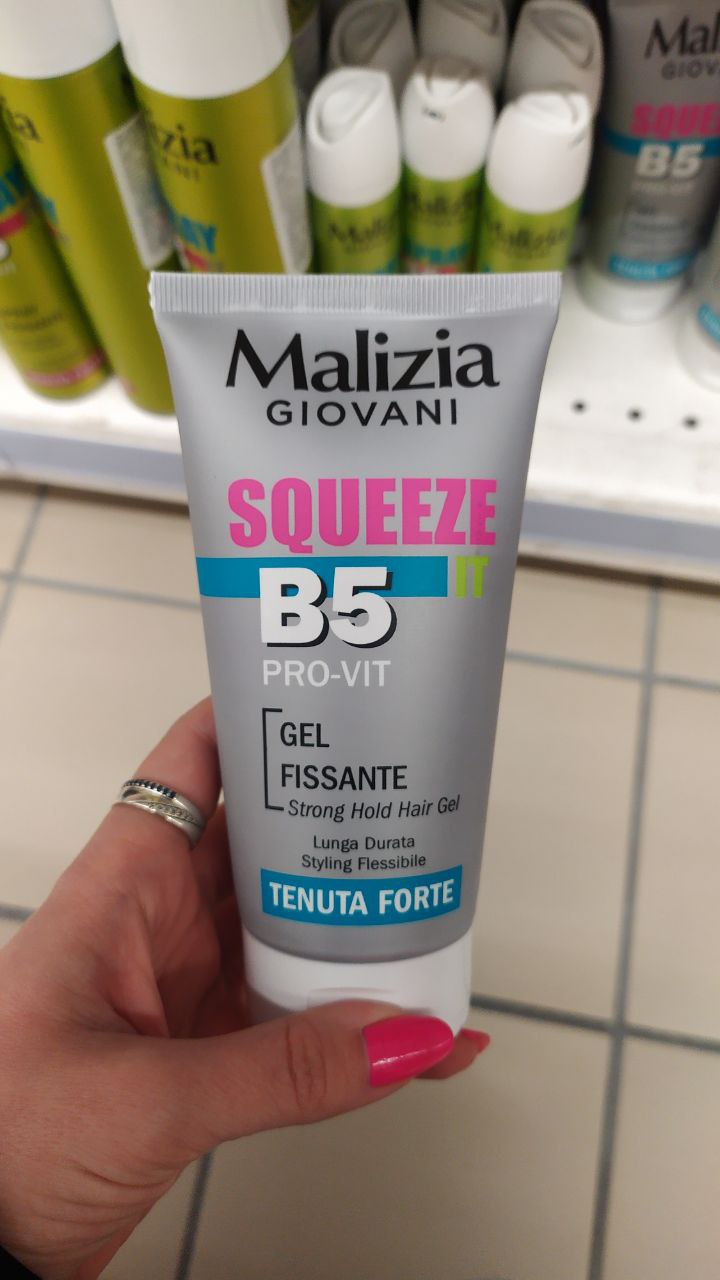 Malizia
GIOVANI
SQUEEZE
IT
B5
PRO-VIT
GEL
FISSANTE
Strong Hold Hair Gel
Lunga Durata
Styling Flessibile
TENUTA FORTE
B5